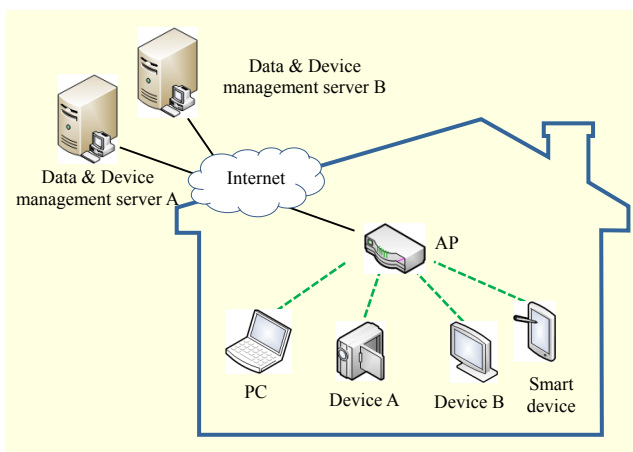 Data & Device
management server B
Data & Device
management server A
Internet
AP
PC
Device A
Device B
Smart
device